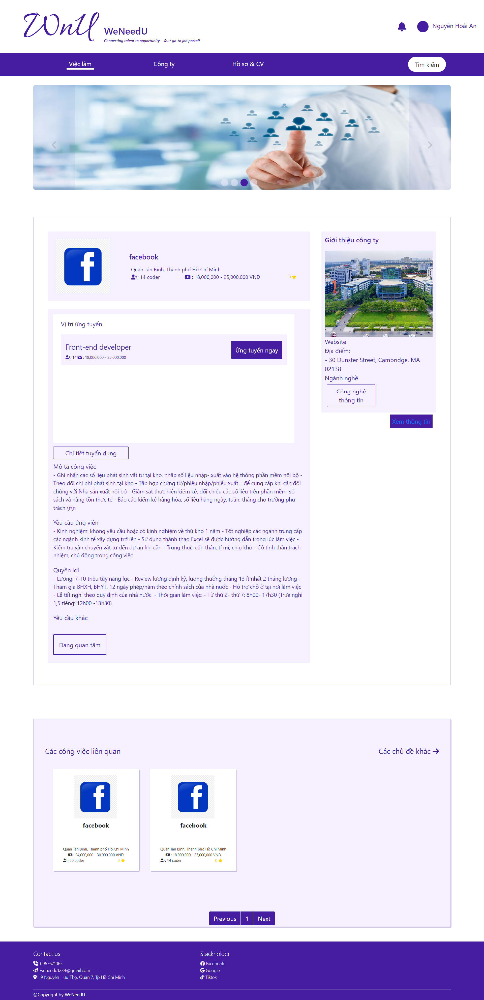 WnU
WeNeedU
Connecting talent to opportunity - Your go-to job portal!
Nguyễn Hoài An
Việc làm
Công ty
Hồ sơ & CV
Tìm kiếm
facebook
Quận Tân Bình, Thành phố Hồ Chí Minh
: 14 coder
: 18,000,000 - 25,000,000 VNĐ
0
Vị trí ứng tuyển
Front-end developer
: 14 : 18,000,000 - 25,000,000
Ứng tuyển ngay
Chi tiết tuyển dụng
Mô tả công việc
- Ghi nhận các số liệu phát sinh vật tư tại kho, nhập số liệu nhập- xuất vào hệ thống phần mềm nội bộ -
Theo dõi chi phí phát sinh tại kho - Tập hợp chứng từ/phiếu nhập/phiếu xuất... để cung cấp khi cần đối
chứng với Nhà sản xuất nội bộ - Giám sát thực hiện kiểm kê, đối chiếu các số liệu trên phần mềm, sổ
sách và hàng tồn thực tế - Báo cáo kiểm kê hàng hóa, số liệu hàng ngày, tuần, tháng cho trưởng phụ
trách.\r\n
Yêu cầu ứng viên
- Kinh nghiệm: không yêu cầu hoặc có kinh nghiệm về thủ kho 1 năm - Tốt nghiệp các ngành trung cấp
các ngành kinh tế xây dựng trở lên - Sử dụng thành thạo Excel sẽ được hướng dẫn trong lúc làm việc -
Kiểm tra vận chuyển vật tư đến dự án khi cần - Trung thực, cẩn thận, tỉ mỉ, chịu khó - Có tinh thần trách
nhiệm, chủ động trong công việc
Quyền lợi
- Lương: 7-10 triệu tùy năng lực - Review lương định kỳ, lương thưởng tháng 13 ít nhất 2 tháng lương -
Tham gia BHXH, BHYT, 12 ngày phép/năm theo chính sách của nhà nước - Hỗ trợ chỗ ở tại nơi làm việc
- Lễ tết nghỉ theo quy định của nhà nước. - Thời gian làm việc: - Từ thứ 2- thứ 7: 8h00- 17h30 (Trưa nghỉ
1,5 tiếng: 12h00 -13h30)
Yêu cầu khác
Đang quan tâm
Giới thiệu công ty
Website
Địa điểm:
- 30 Dunster Street, Cambridge, MA
02138
Ngành nghề
Công nghệ
thông tin
Xem thông tin
Các công việc liên quan
Các chủ đề khác
facebook
Quận Tân Bình, Thành phố Hồ Chí Minh
: 24,000,000 - 30,000,000 VNĐ
: 50 coder
0
facebook
Quận Tân Bình, Thành phố Hồ Chí Minh
: 18,000,000 - 25,000,000 VNĐ
: 14 coder
0
Previous
1
Next
Contact us
: 0967671065
: weneedu1234@gmail.com
: 19 Nguyễn Hữu Thọ, Quận 7, Tp Hồ Chí Minh
Stackholder
Facebook
Google
Tiktok
@Copyright by WeNeedU